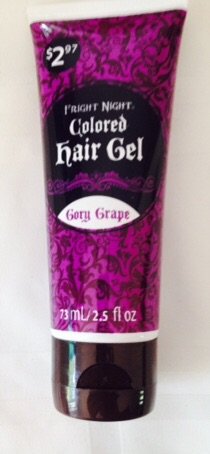 $2.97
FRIGHT NIGHT
Colored
Hair Gel
Gory Grape
73 mL/2.5 fl oz